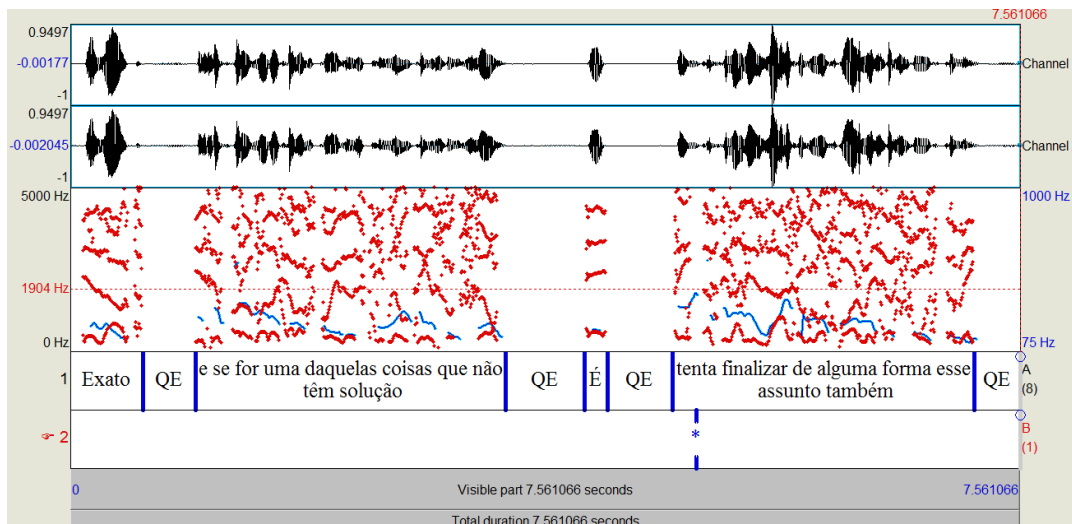 7.561066
0.9497
-0.00177
-1
Channel
0.9497
-0.002045
-1
Channel
5000 Hz
1904 Hz
0 Hz
1000 Hz
75 Hz
1
Exato
QE
e se for uma daquelas coisas que não
têm solução
QE
É
QE
tenta finalizar de alguma forma esse
assunto também
QE
A
(8)
☞ 2
*
B
(1)
0
Visible part 7.561066 seconds
7.561066
Total duration 7.561066 seconds